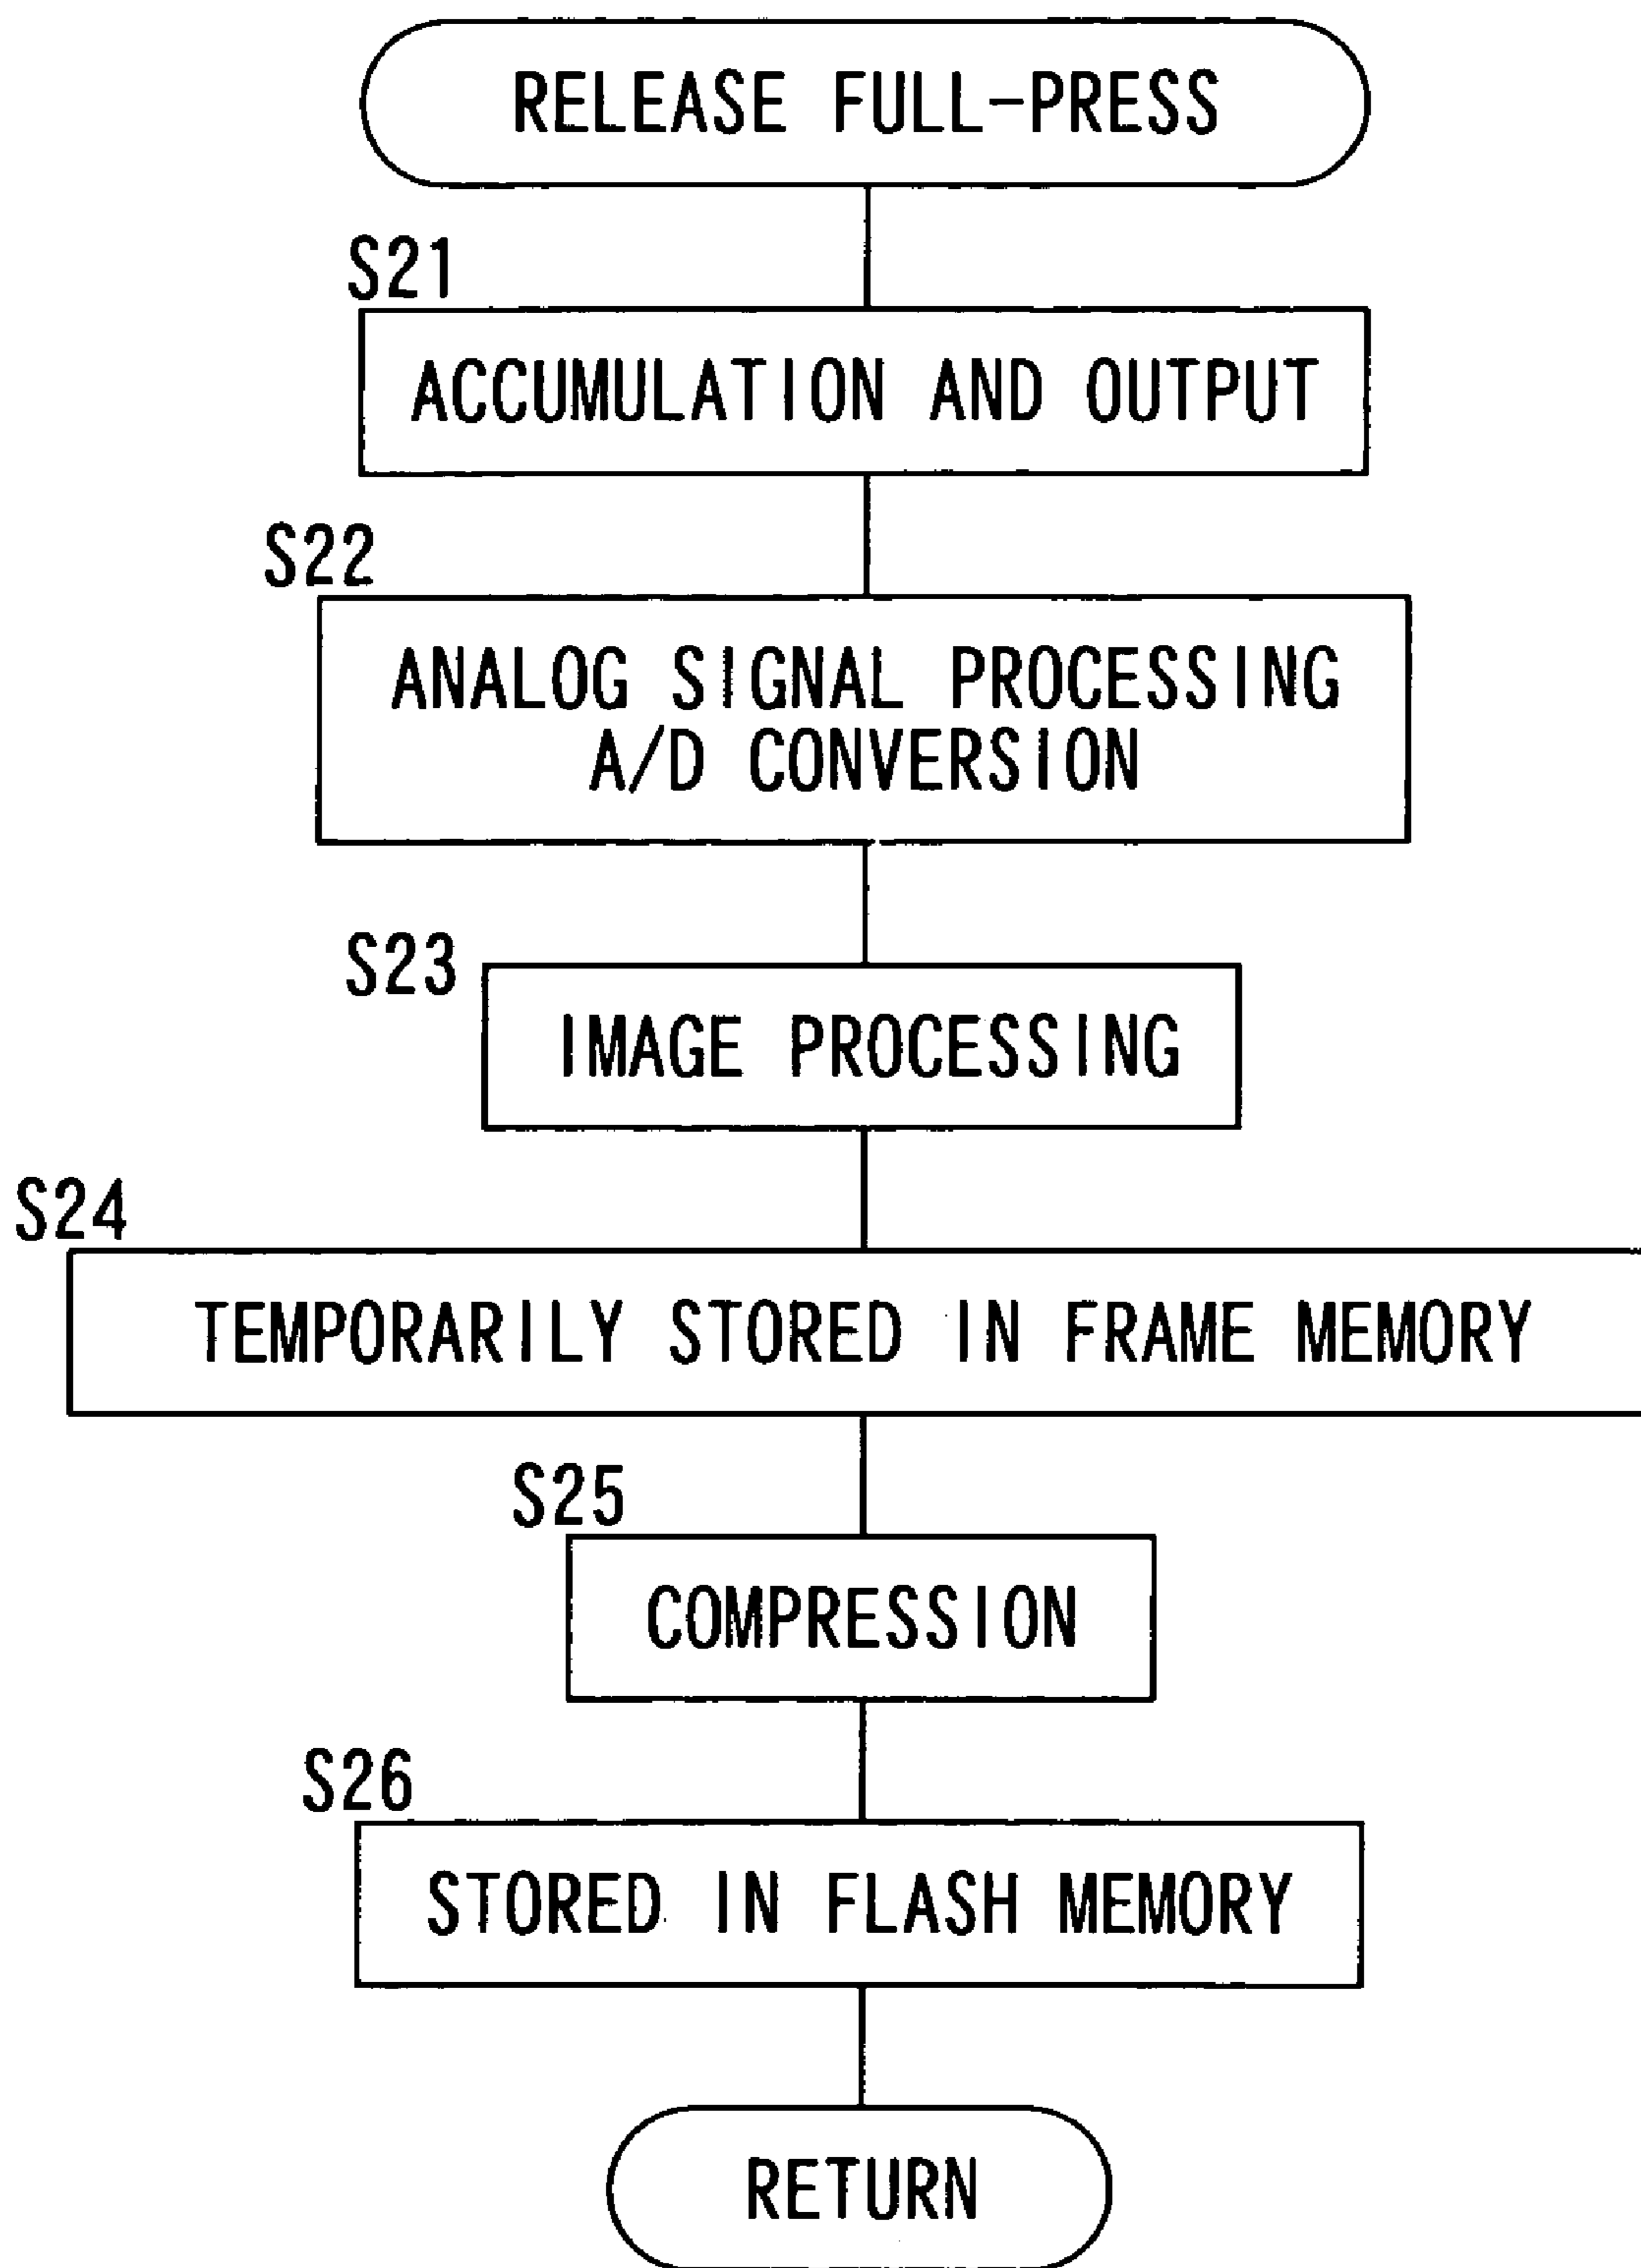 RELEASE FULL-PRESS
S21
ACCUMULATION AND OUTPUT
S22
ANALOG SIGNAL PROCESSING
A/D CONVERSION
S23
IMAGE PROCESSING
S24
TEMPORARILY STORED IN FRAME MEMORY
S25
COMPRESSION
S26
STORED IN FLASH MEMORY
RETURN